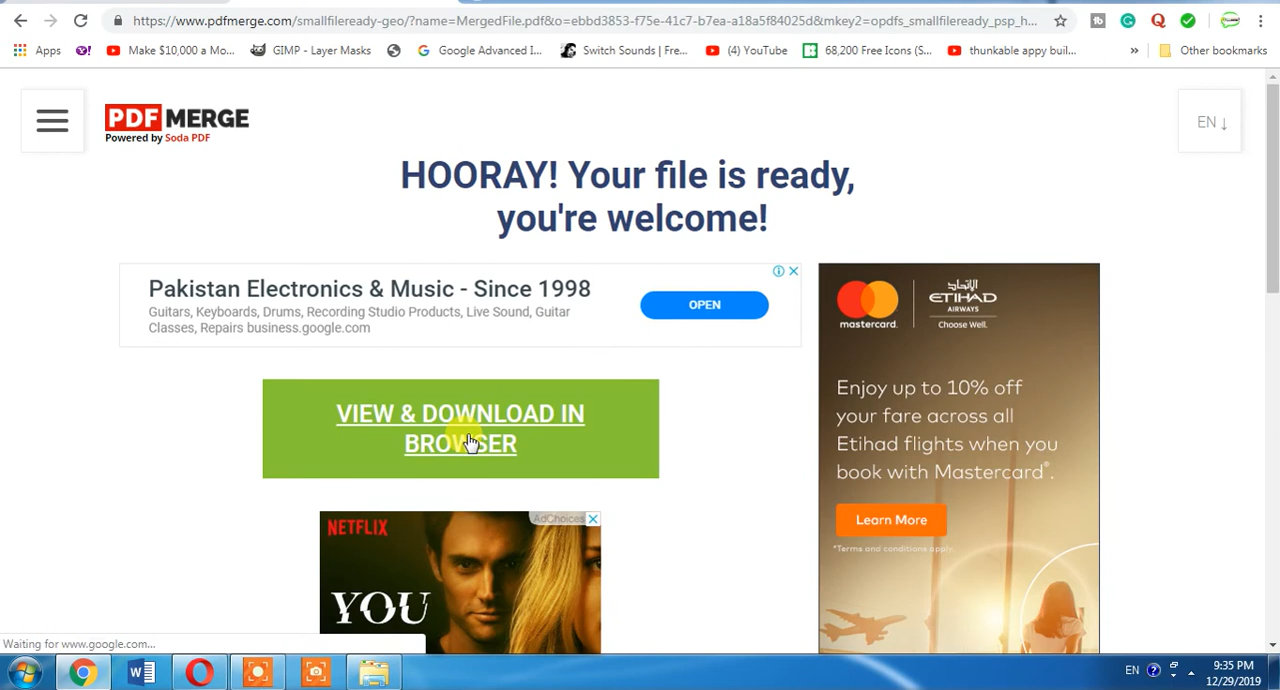 https://www.pdfmerge.com/smallfileready-geo/?name=MergedFile.pdf&o=ebbd3853-f75e-41c7-b7ea-a18a5f84025d&mkey2=opdfs_smallfileready_psp_h...
Apps
Make $10,000 a Mo...
GIMP - Layer Masks
Google Advanced I...
Switch Sounds | Fre...
(4) YouTube
68,200 Free Icons (S...
thunkable appy buil...
»
Other bookmarks
PDF MERGE
Powered by Soda PDF
EN ↓
HOORAY! Your file is ready,
you're welcome!
Pakistan Electronics & Music - Since 1998
Guitars, Keyboards, Drums, Recording Studio Products, Live Sound, Guitar
Classes, Repairs business.google.com
OPEN
VIEW & DOWNLOAD IN
BROWSER
NETFLIX
AdChoices
YOU
mastercard.
الإتحاد
ETIHAD
AIRWAYS
Choose Well.
Enjoy up to 10% off
your fare across all
Etihad flights when you
book with Mastercard®.
Learn More
*Terms and conditions apply.
Waiting for www.google.com...
EN
9:35 PM
12/29/2019